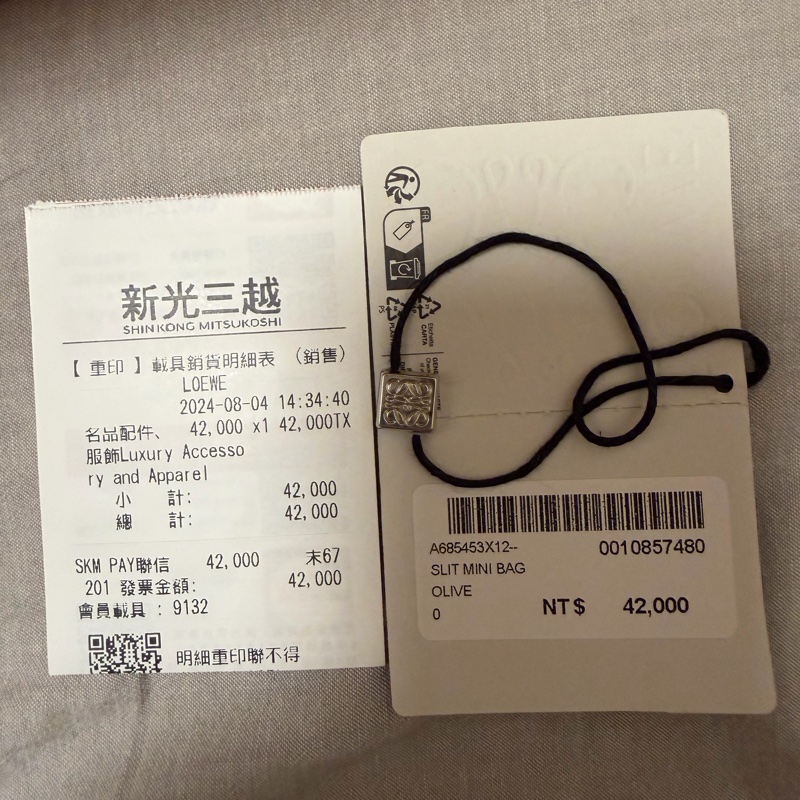 新光三越
SHIN KONG MITSUKOSHI
【 重印 】載具銷貨明細表 （銷售）
LOEWE
2024-08-04 14:34:40
名品配件、 42,000 x1 42,000TX
服飾Luxury Accesso
ry and Apparel
小 計: 42,000
總 計: 42,000
SKM PAY聯信 42,000 末67
201 發票金額: 42,000
會員載具 : 9132
明細重印聯不得
FR
Etichetta
CARTA
A685453X12--
0010857480
SLIT MINI BAG
OLIVE
0
NT$ 42,000